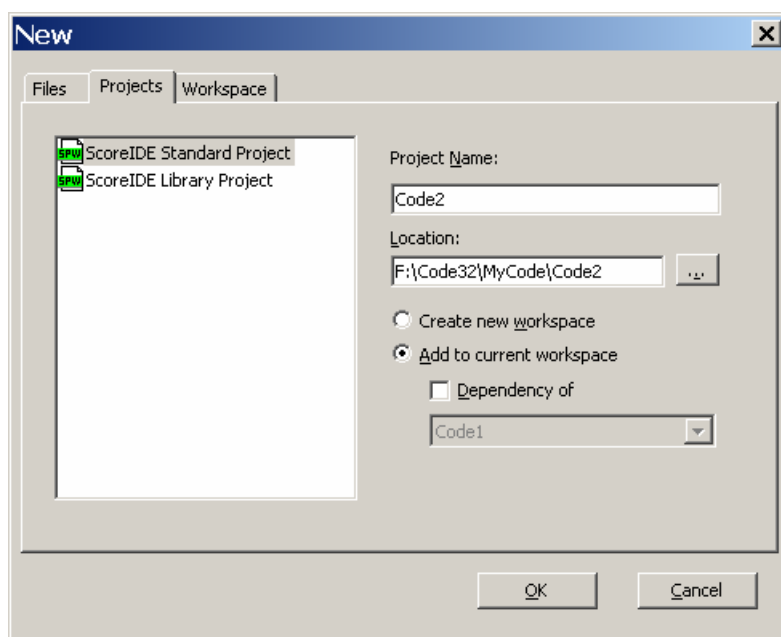 New
Files Projects Workspace
SPW ScoreIDE Standard Project
SPW ScoreIDE Library Project
Project Name:
Code2
Location:
F:\Code32\MyCode\Code2
...
Create new workspace
Add to current workspace
Dependency of
Code1
OK Cancel